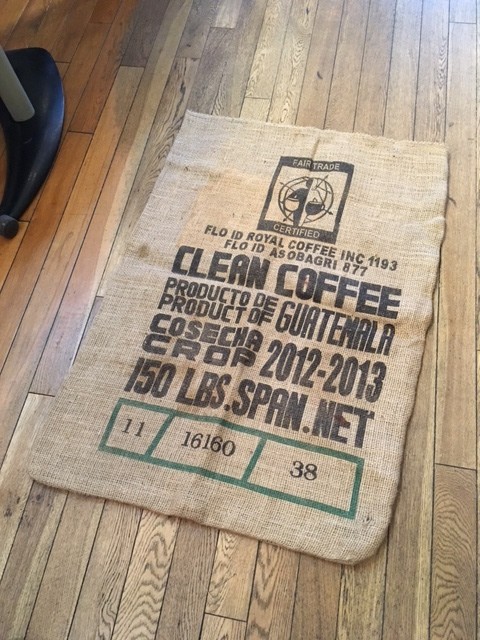 FAIR TRADE
CERTIFIED
FLO ID ROYAL COFFEE INC 1193
FLO ID ASOBAGRI 877
CLEAN COFFEE
PRODUCTO DE
PRODUCT OF GUATEMALA
COSECHA
CROP 2012-2013
150 LBS.SPAN.NET
11 16160 38